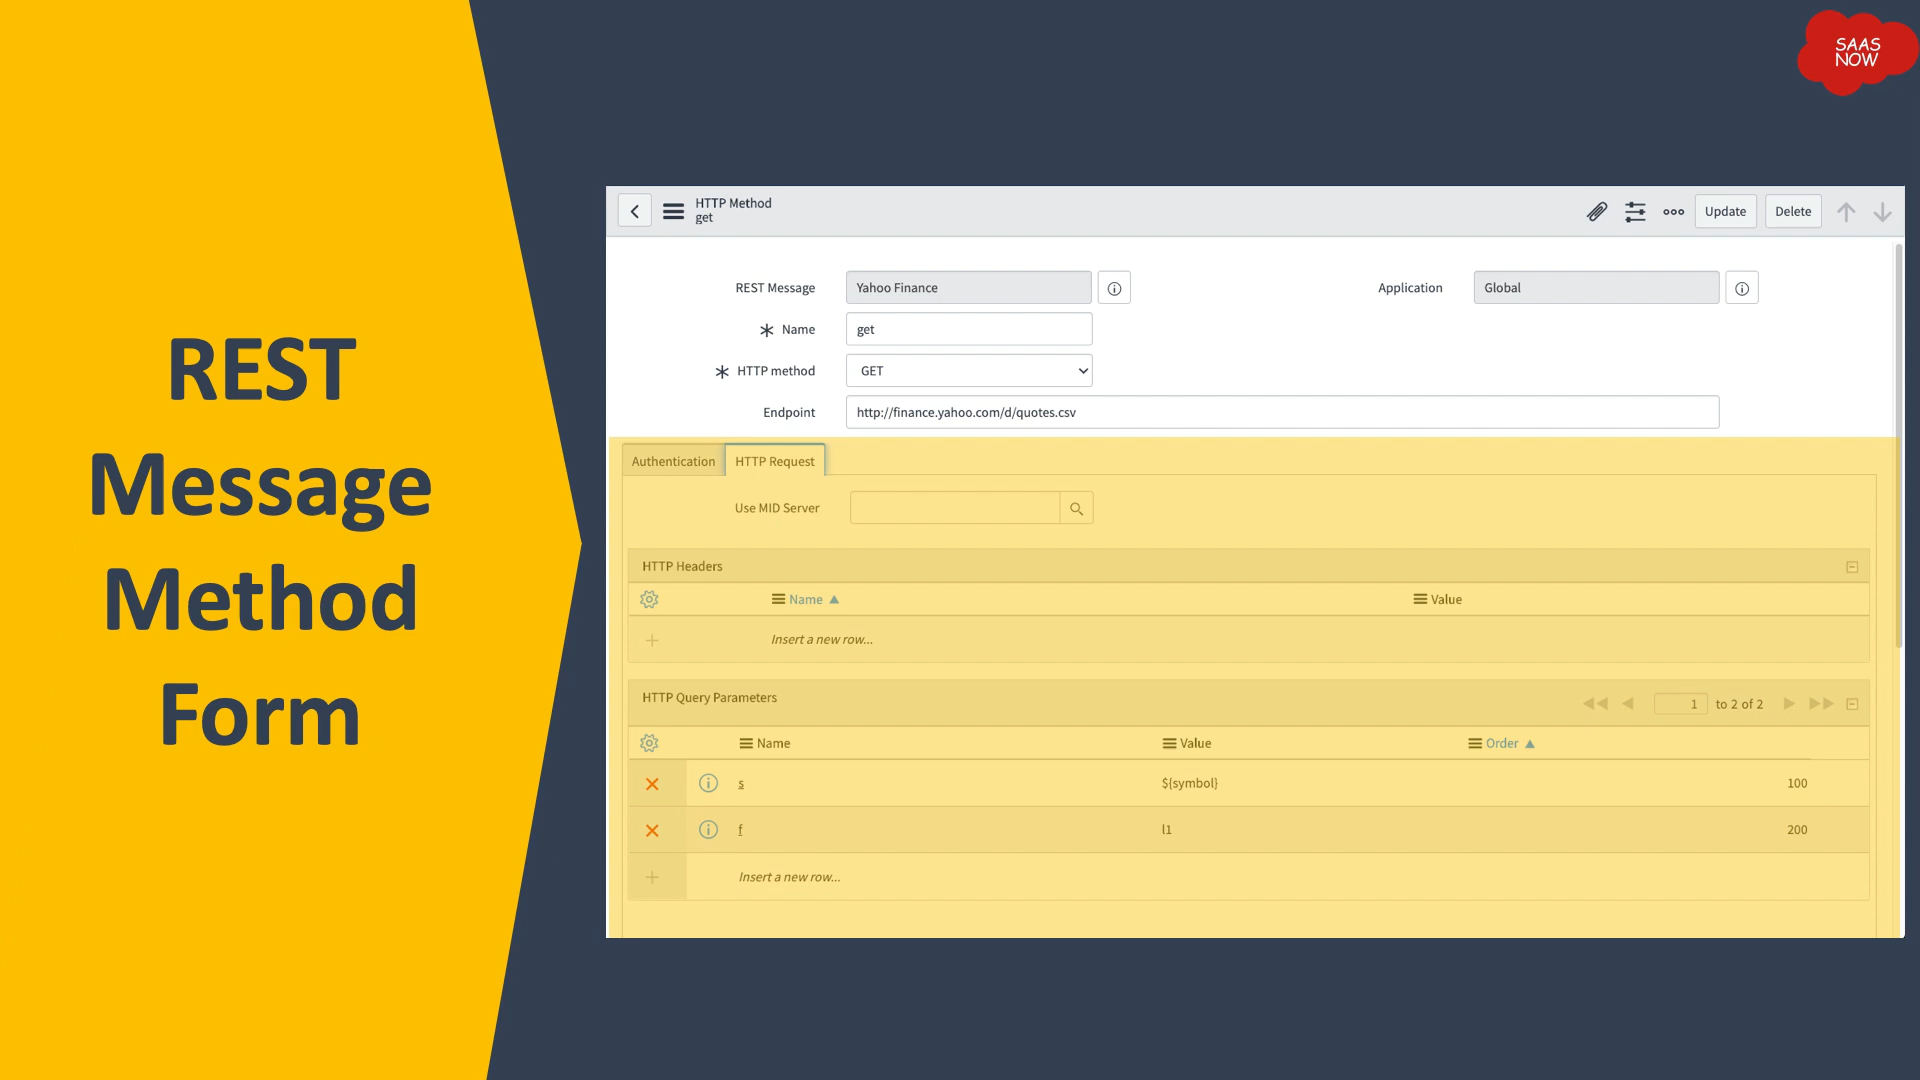 SAAS
NOW
REST
Message
Method
Form
HTTP Method
get
Update
Delete
REST Message
Yahoo Finance
Application
Global
Name
get
HTTP method
GET
Endpoint
http://finance.yahoo.com/d/quotes.csv
Authentication
HTTP Request
Use MID Server
HTTP Headers
Name
Value
Insert a new row...
HTTP Query Parameters
1 to 2 of 2
Name
Value
Order
s
${symbol}
100
f
l1
200
Insert a new row...